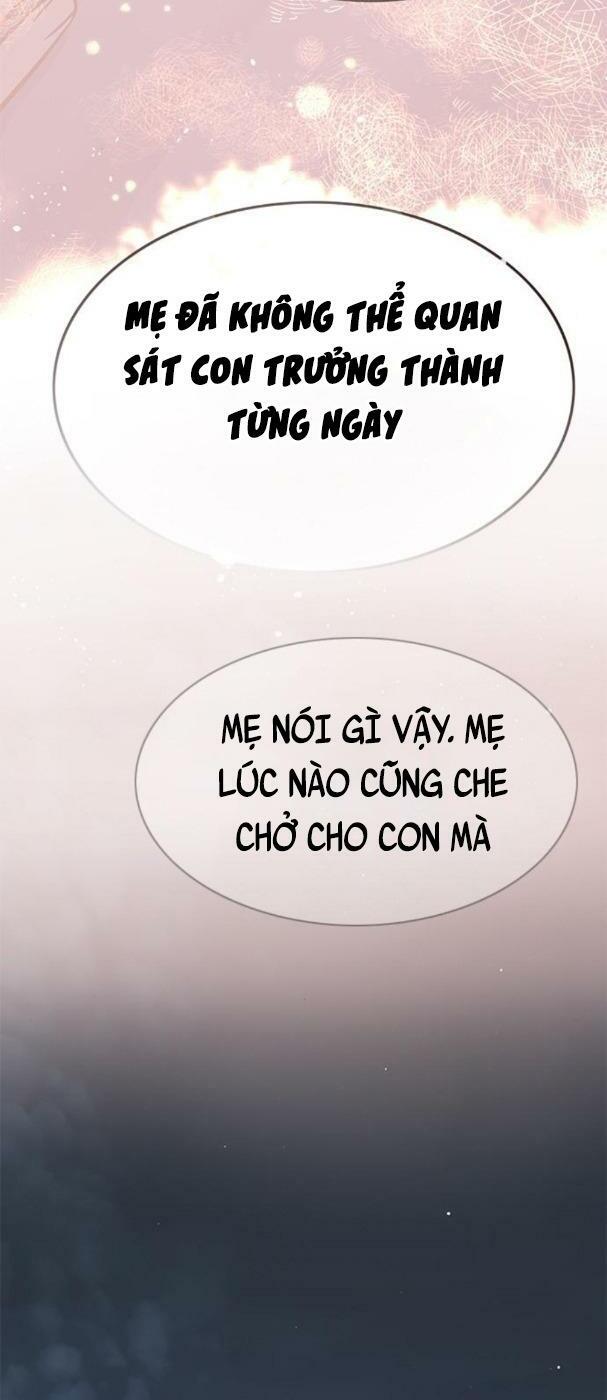 MẸ ĐÃ KHÔNG THỂ QUAN
SÁT CON TRƯỞNG THÀNH
TỪNG NGÀY
MẸ NÓI GÌ VẬY. MẸ
LÚC NÀO CŨNG CHE
CHỞ CHO CON MÀ